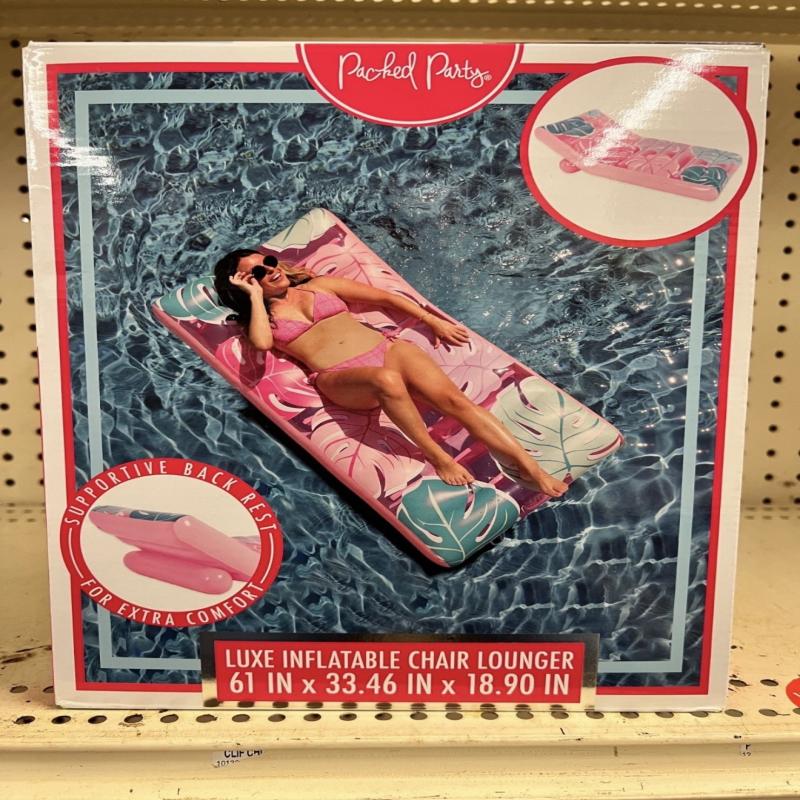 Packed Party®
SUPPORTIVE BACK REST
FOR EXTRA COMFORT
LUXE INFLATABLE CHAIR LOUNGER
61 IN x 33.46 IN x 18.90 IN